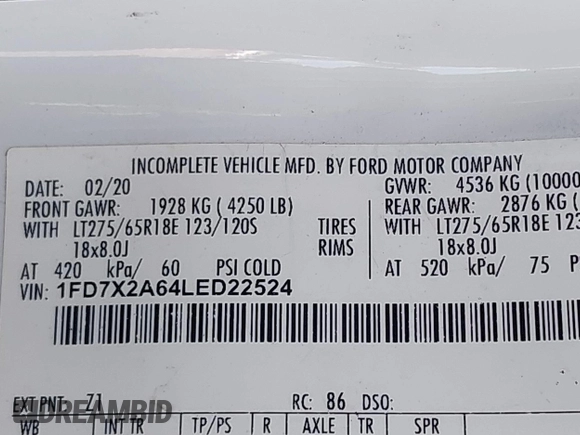 INCOMPLETE VEHICLE MFD. BY FORD MOTOR COMPANY
DATE: 02/20 GVWR: 4536 KG (10000
FRONT GAWR: 1928 KG ( 4250 LB) REAR GAWR: 2876 KG (
WITH LT275/65R18E 123/120S TIRES WITH LT275/65R18E 123
18x8.0J RIMS 18x8.0J
AT 420 kPa/ 60 PSI COLD AT 520 kPa/ 75 P
VIN: 1FD7X2A64LED22524
EXT PNT: Z1 RC: 86 DSO:
WB INT TR TP/PS R AXLE TR SPR
DREAMBID